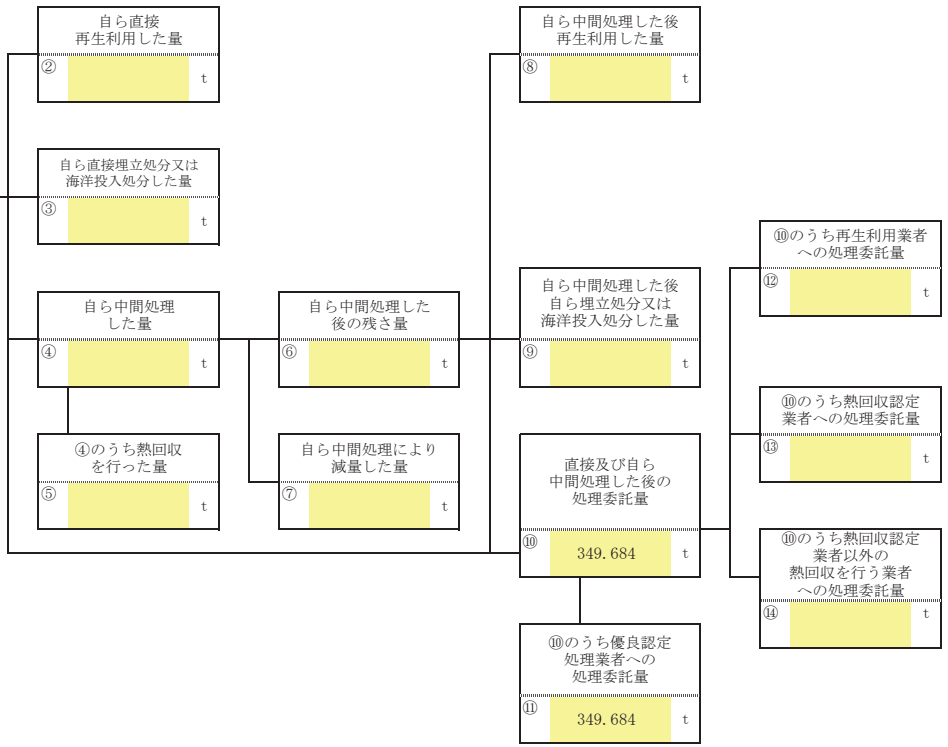 自ら直接
再生利用した量
② t
自ら直接埋立処分又は
海洋投入処分した量
③ t
自ら中間処理
した量
④ t
④のうち熱回収
を行った量
⑤ t
自ら中間処理した
後の残さ量
⑥ t
自ら中間処理により
減量した量
⑦ t
自ら中間処理した後
再生利用した量
⑧ t
自ら中間処理した後
自ら埋立処分又は
海洋投入処分した量
⑨ t
直接及び自ら
中間処理した後の
処理委託量
⑩ 349.684 t
⑩のうち優良認定
処理業者への
処理委託量
⑪ 349.684 t
⑩のうち再生利用業者
への処理委託量
⑫ t
⑩のうち熱回収認定
業者への処理委託量
⑬ t
⑩のうち熱回収認定
業者以外の
熱回収を行う業者
への処理委託量
⑭ t